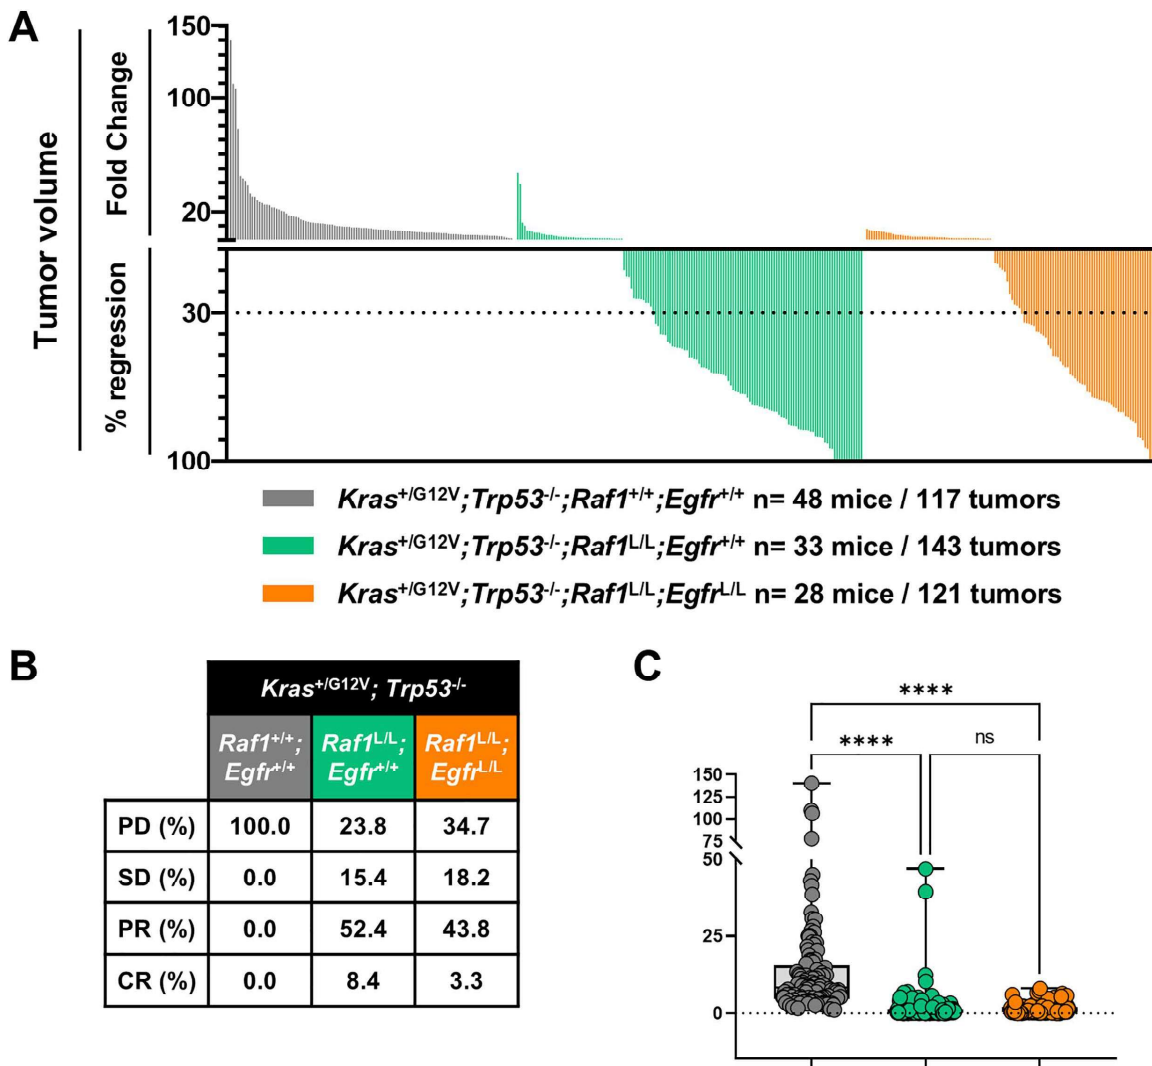 A
Tumor volume
Fold Change
% regression
150
100
20
30
100
Kras+/G12V;Trp53-/-;Raf1+/+;Egfr+/+ n= 48 mice / 117 tumors
Kras+/G12V;Trp53-/-;Raf1L/L;Egfr+/+ n= 33 mice / 143 tumors
Kras+/G12V;Trp53-/-;Raf1L/L;EgfrL/L n= 28 mice / 121 tumors
B
Kras+/G12V; Trp53-/-
Raf1+/+; Raf1L/L; Raf1L/L;
Egfr+/+ Egfr+/+ EgfrL/L
PD (%) 100.0 23.8 34.7
SD (%) 0.0 15.4 18.2
PR (%) 0.0 52.4 43.8
CR (%) 0.0 8.4 3.3
C
****
**** ns
150
125
100
75
50
25
0